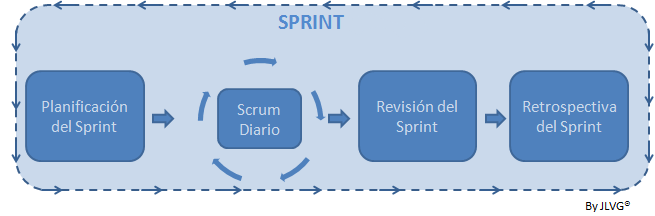 SPRINT
Planificación
del Sprint
Scrum
Diario
Revisión del
Sprint
Retrospectiva
del Sprint
By JLVG®